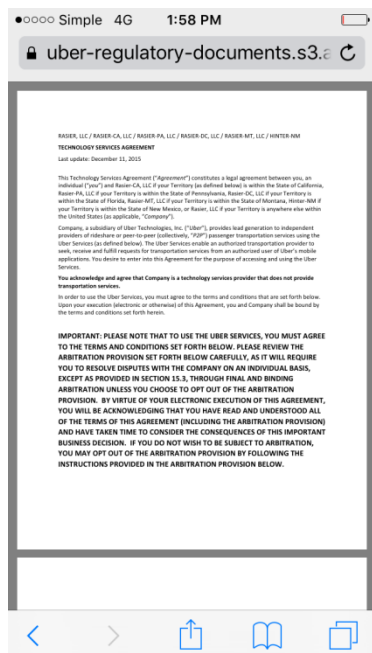 Simple 4G 1:58 PM
uber-regulatory-documents.s3.a
RASIER, LLC / RASIER-CA, LLC / RASIER-PA, LLC / RASIER-DC, LLC / RASIER-MT, LLC / HINTER-NM
TECHNOLOGY SERVICES AGREEMENT
Last update: December 11, 2015
This Technology Services Agreement ("Agreement") constitutes a legal agreement between you, an
individual ("you") and Rasier-CA, LLC if your Territory (as defined below) is within the State of California,
Rasier-PA, LLC if your Territory is within the State of Pennsylvania, Rasier-DC, LLC if your Territory is
within the State of Florida, Rasier-MT, LLC if your Territory is within the State of Montana, Hinter-NM if
your Territory is within the State of New Mexico, or Rasier, LLC if your Territory is anywhere else within
the United States (as applicable, "Company").
Company, a subsidiary of Uber Technologies, Inc. ("Uber"), provides lead generation to independent
providers of rideshare or peer-to-peer (collectively, "P2P") passenger transportation services using the
Uber Services (as defined below). The Uber Services enable an authorized transportation provider to
seek, receive and fulfill requests for transportation services from an authorized user of Uber's mobile
applications. You desire to enter into this Agreement for the purpose of accessing and using the Uber
Services.
You acknowledge and agree that Company is a technology services provider that does not provide
transportation services.
In order to use the Uber Services, you must agree to the terms and conditions that are set forth below.
Upon your execution (electronic or otherwise) of this Agreement, you and Company shall be bound by
the terms and conditions set forth herein.
IMPORTANT: PLEASE NOTE THAT TO USE THE UBER SERVICES, YOU MUST AGREE
TO THE TERMS AND CONDITIONS SET FORTH BELOW. PLEASE REVIEW THE
ARBITRATION PROVISION SET FORTH BELOW CAREFULLY, AS IT WILL REQUIRE
YOU TO RESOLVE DISPUTES WITH THE COMPANY ON AN INDIVIDUAL BASIS,
EXCEPT AS PROVIDED IN SECTION 15.3, THROUGH FINAL AND BINDING
ARBITRATION UNLESS YOU CHOOSE TO OPT OUT OF THE ARBITRATION
PROVISION. BY VIRTUE OF YOUR ELECTRONIC EXECUTION OF THIS AGREEMENT,
YOU WILL BE ACKNOWLEDGING THAT YOU HAVE READ AND UNDERSTOOD ALL
OF THE TERMS OF THIS AGREEMENT (INCLUDING THE ARBITRATION PROVISION)
AND HAVE TAKEN TIME TO CONSIDER THE CONSEQUENCES OF THIS IMPORTANT
BUSINESS DECISION. IF YOU DO NOT WISH TO BE SUBJECT TO ARBITRATION,
YOU MAY OPT OUT OF THE ARBITRATION PROVISION BY FOLLOWING THE
INSTRUCTIONS PROVIDED IN THE ARBITRATION PROVISION BELOW.